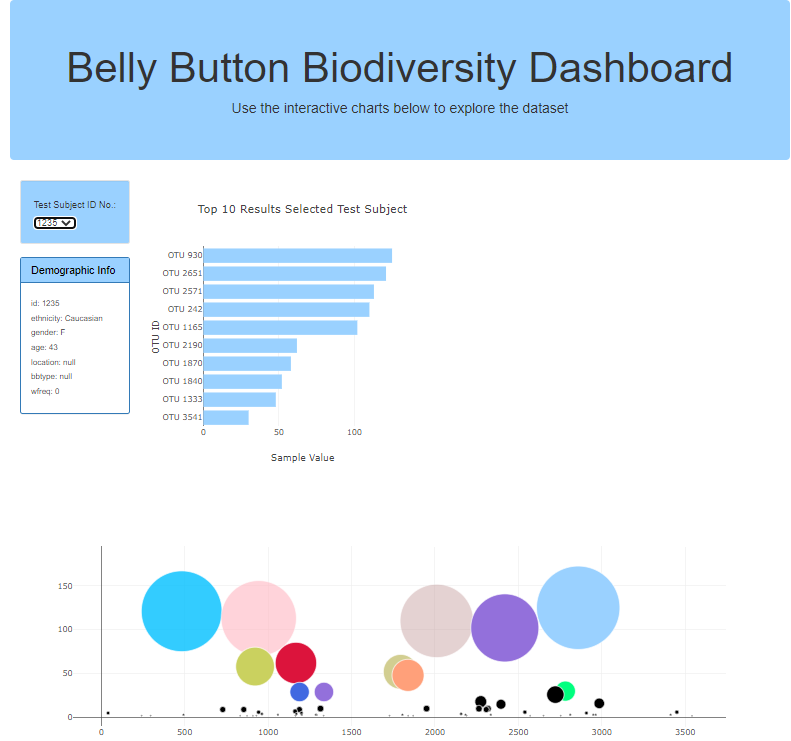 Belly Button Biodiversity Dashboard
Use the interactive charts below to explore the dataset
Test Subject ID No.:
1235
Demographic Info
id: 1235
ethnicity: Caucasian
gender: F
age: 43
location: null
bbtype: null
wfreq: 0
Top 10 Results Selected Test Subject
OTU ID
OTU 930
OTU 2651
OTU 2571
OTU 242
OTU 1165
OTU 2190
OTU 1870
OTU 1840
OTU 1333
OTU 3541
0 50 100
Sample Value
150
100
50
0
0 500 1000 1500 2000 2500 3000 3500